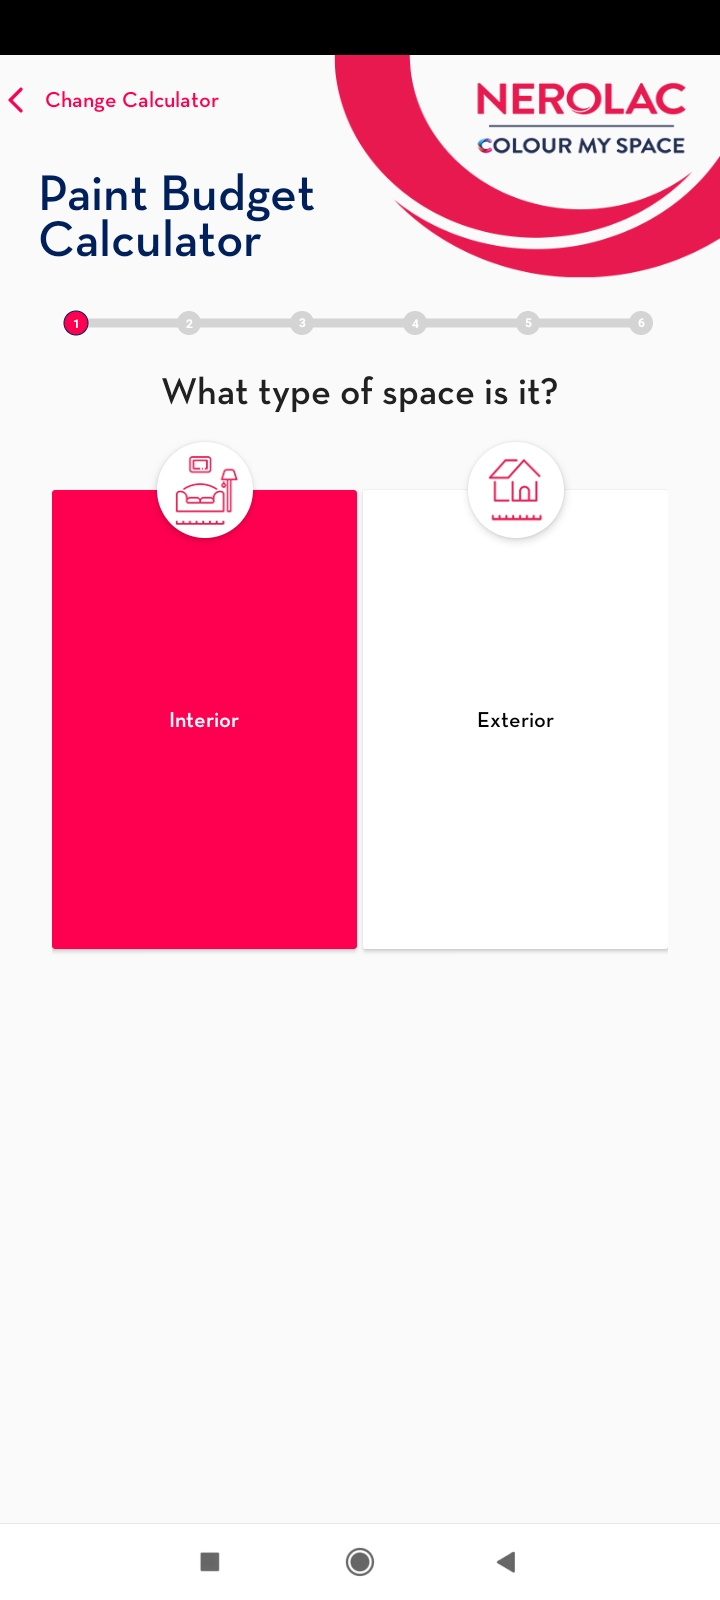 Change Calculator
NEROLAC
COLOUR MY SPACE
Paint Budget
Calculator
1 2 3 4 5 6
What type of space is it?
Interior Exterior